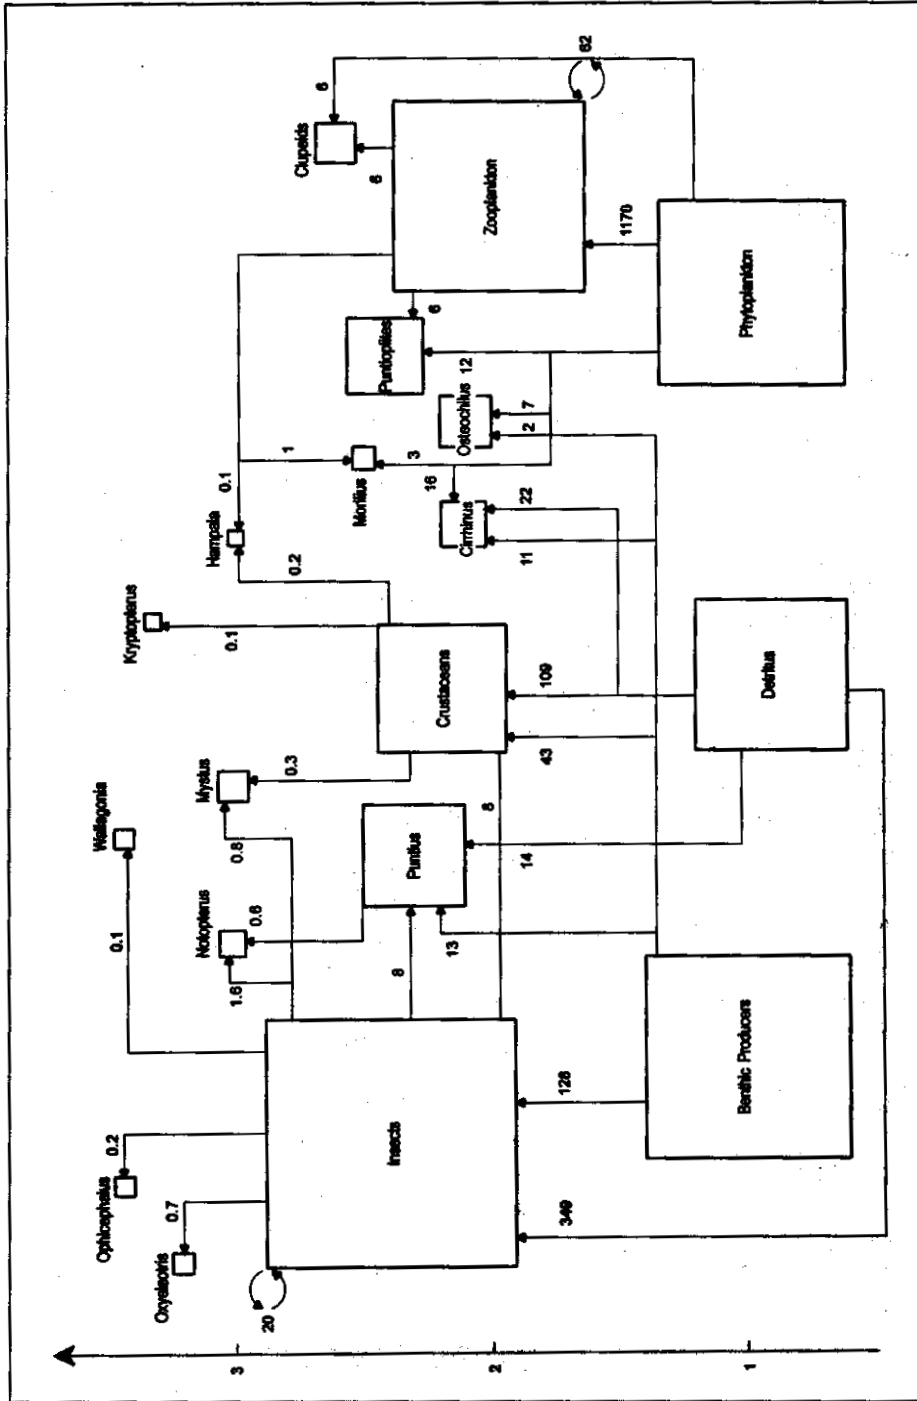 Ophicephalus
0.2
Wallagonia
0.1
Kryptopterus
Oxyeleotris
0.7
Notopterus
1.6
0.6
Mystus
0.8
0.3
0.1
Hampala
0.2
0.1
Clupeids
6
6
3
20
1
Morilius
3
Puntioplites
6
62
Insects
8
Puntius
Crustaceans
Zooplankton
13
8
16
Cirrhinus
Osteochilus
12
2
11
22
2
7
14
43
109
349
128
1170
Benthic Producers
Detritus
Phytoplankton
1